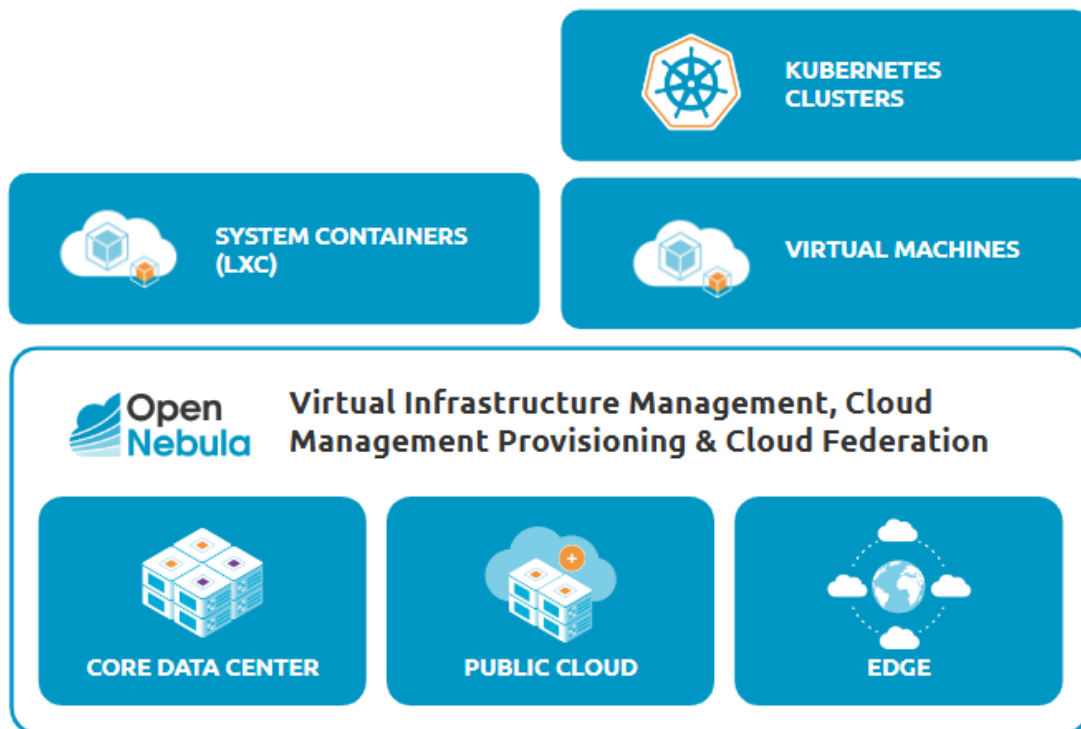 KUBERNETES
CLUSTERS
SYSTEM CONTAINERS
(LXC)
VIRTUAL MACHINES
Open
Nebula
Virtual Infrastructure Management, Cloud
Management Provisioning & Cloud Federation
CORE DATA CENTER
PUBLIC CLOUD
EDGE